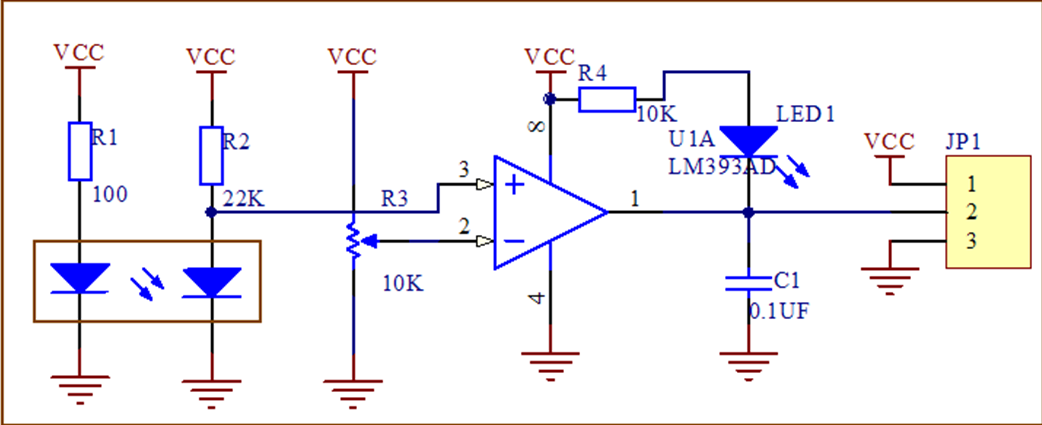 VCC
VCC
VCC
VCC
R4
10K
LED1
R1
100
R2
22K
R3
10K
8
U1A
LM393AD
3
+
2
−
1
4
VCC
JP1
1
2
3
C1
0.1UF